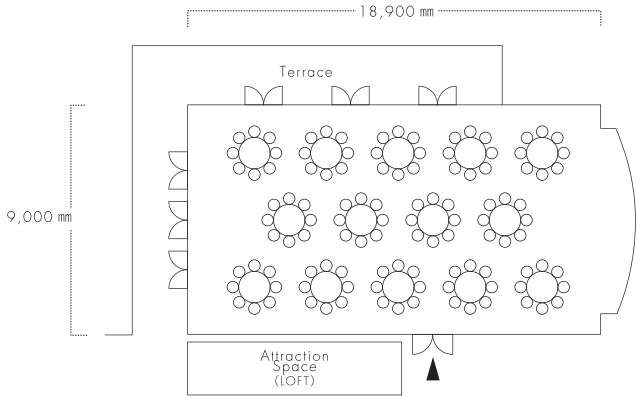 18,900 mm
Terrace
9,000 mm
Attraction
Space
(LOFT)